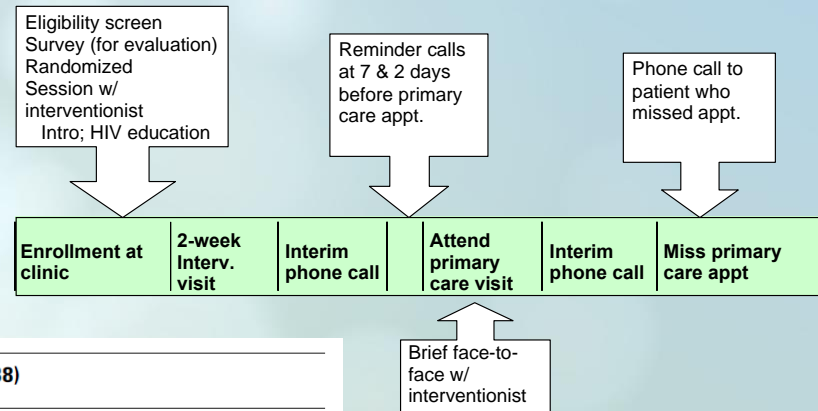 Eligibility screen
Survey (for evaluation)
Randomized
Session w/
interventionist
Intro; HIV education
Reminder calls
at 7 & 2 days
before primary
care appt.
Phone call to
patient who
missed appt.
Enrollment at
clinic
2-week
Interv.
visit
Interim
phone call
Attend
primary
care visit
Interim
phone call
Miss primary
care appt
Brief face-to-
face w/
interventionist
8)